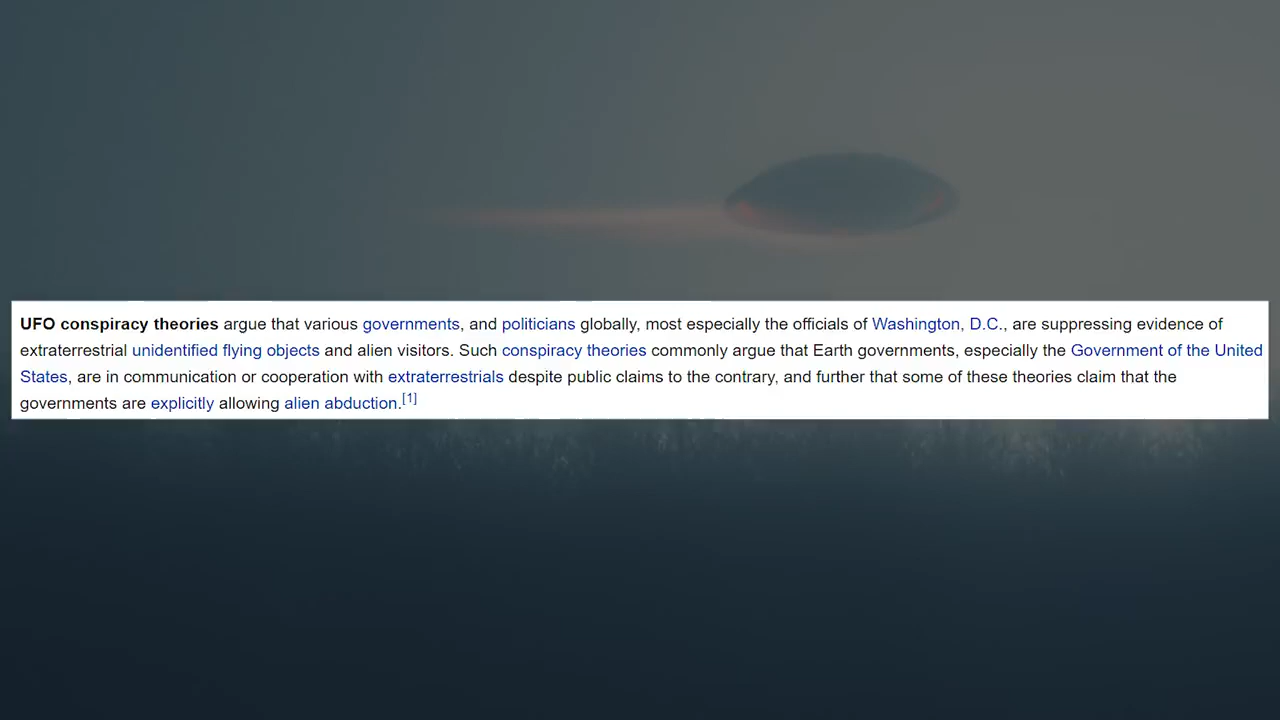 UFO conspiracy theories argue that various governments, and politicians globally, most especially the officials of Washington, D.C., are suppressing evidence of
extraterrestrial unidentified flying objects and alien visitors. Such conspiracy theories commonly argue that Earth governments, especially the Government of the United
States, are in communication or cooperation with extraterrestrials despite public claims to the contrary, and further that some of these theories claim that the
governments are explicitly allowing alien abduction.[1]